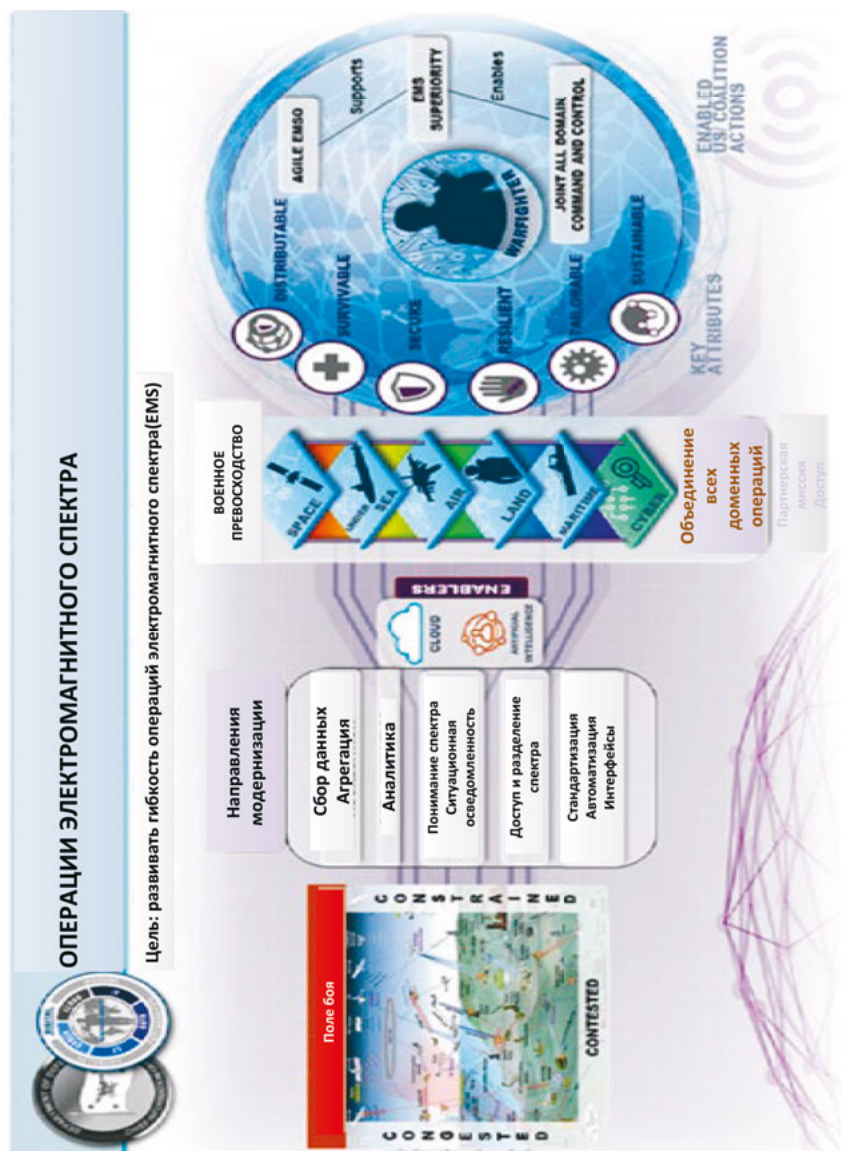 ОПЕРАЦИИ ЭЛЕКТРОМАГНИТНОГО СПЕКТРА
Цель: развивать гибкость операций электромагнитного спектра(EMS)
Поле боя
CONGESTED
CONSTRAINED
CONTESTED
Направления
модернизации
Сбор данных
Агрегация
Аналитика
Понимание спектра
Ситуационная
осведомленность
Доступ и разделение
спектра
Стандартизация
Автоматизация
Интерфейсы
CLOUD
ARTIFICIAL
INTELLIGENCE
ENABLERS
ВОЕННОЕ
ПРЕВОСХОДСТВО
SPACE
UNDER
SEA
AIR
LAND
MARITIME
CYBER
Объединение
всех
доменных
операций
Партнерская
миссия
Доступ
DISTRIBUTABLE
SURVIVABLE
SECURE
RESILIENT
TAILORABLE
SUSTAINABLE
KEY
ATTRIBUTES
WARFIGHTER
AGILE EMSO
Supports
EMS
SUPERIORITY
Enables
JOINT ALL DOMAIN
COMMAND AND CONTROL
ENABLED
US/ COALITION
ACTIONS